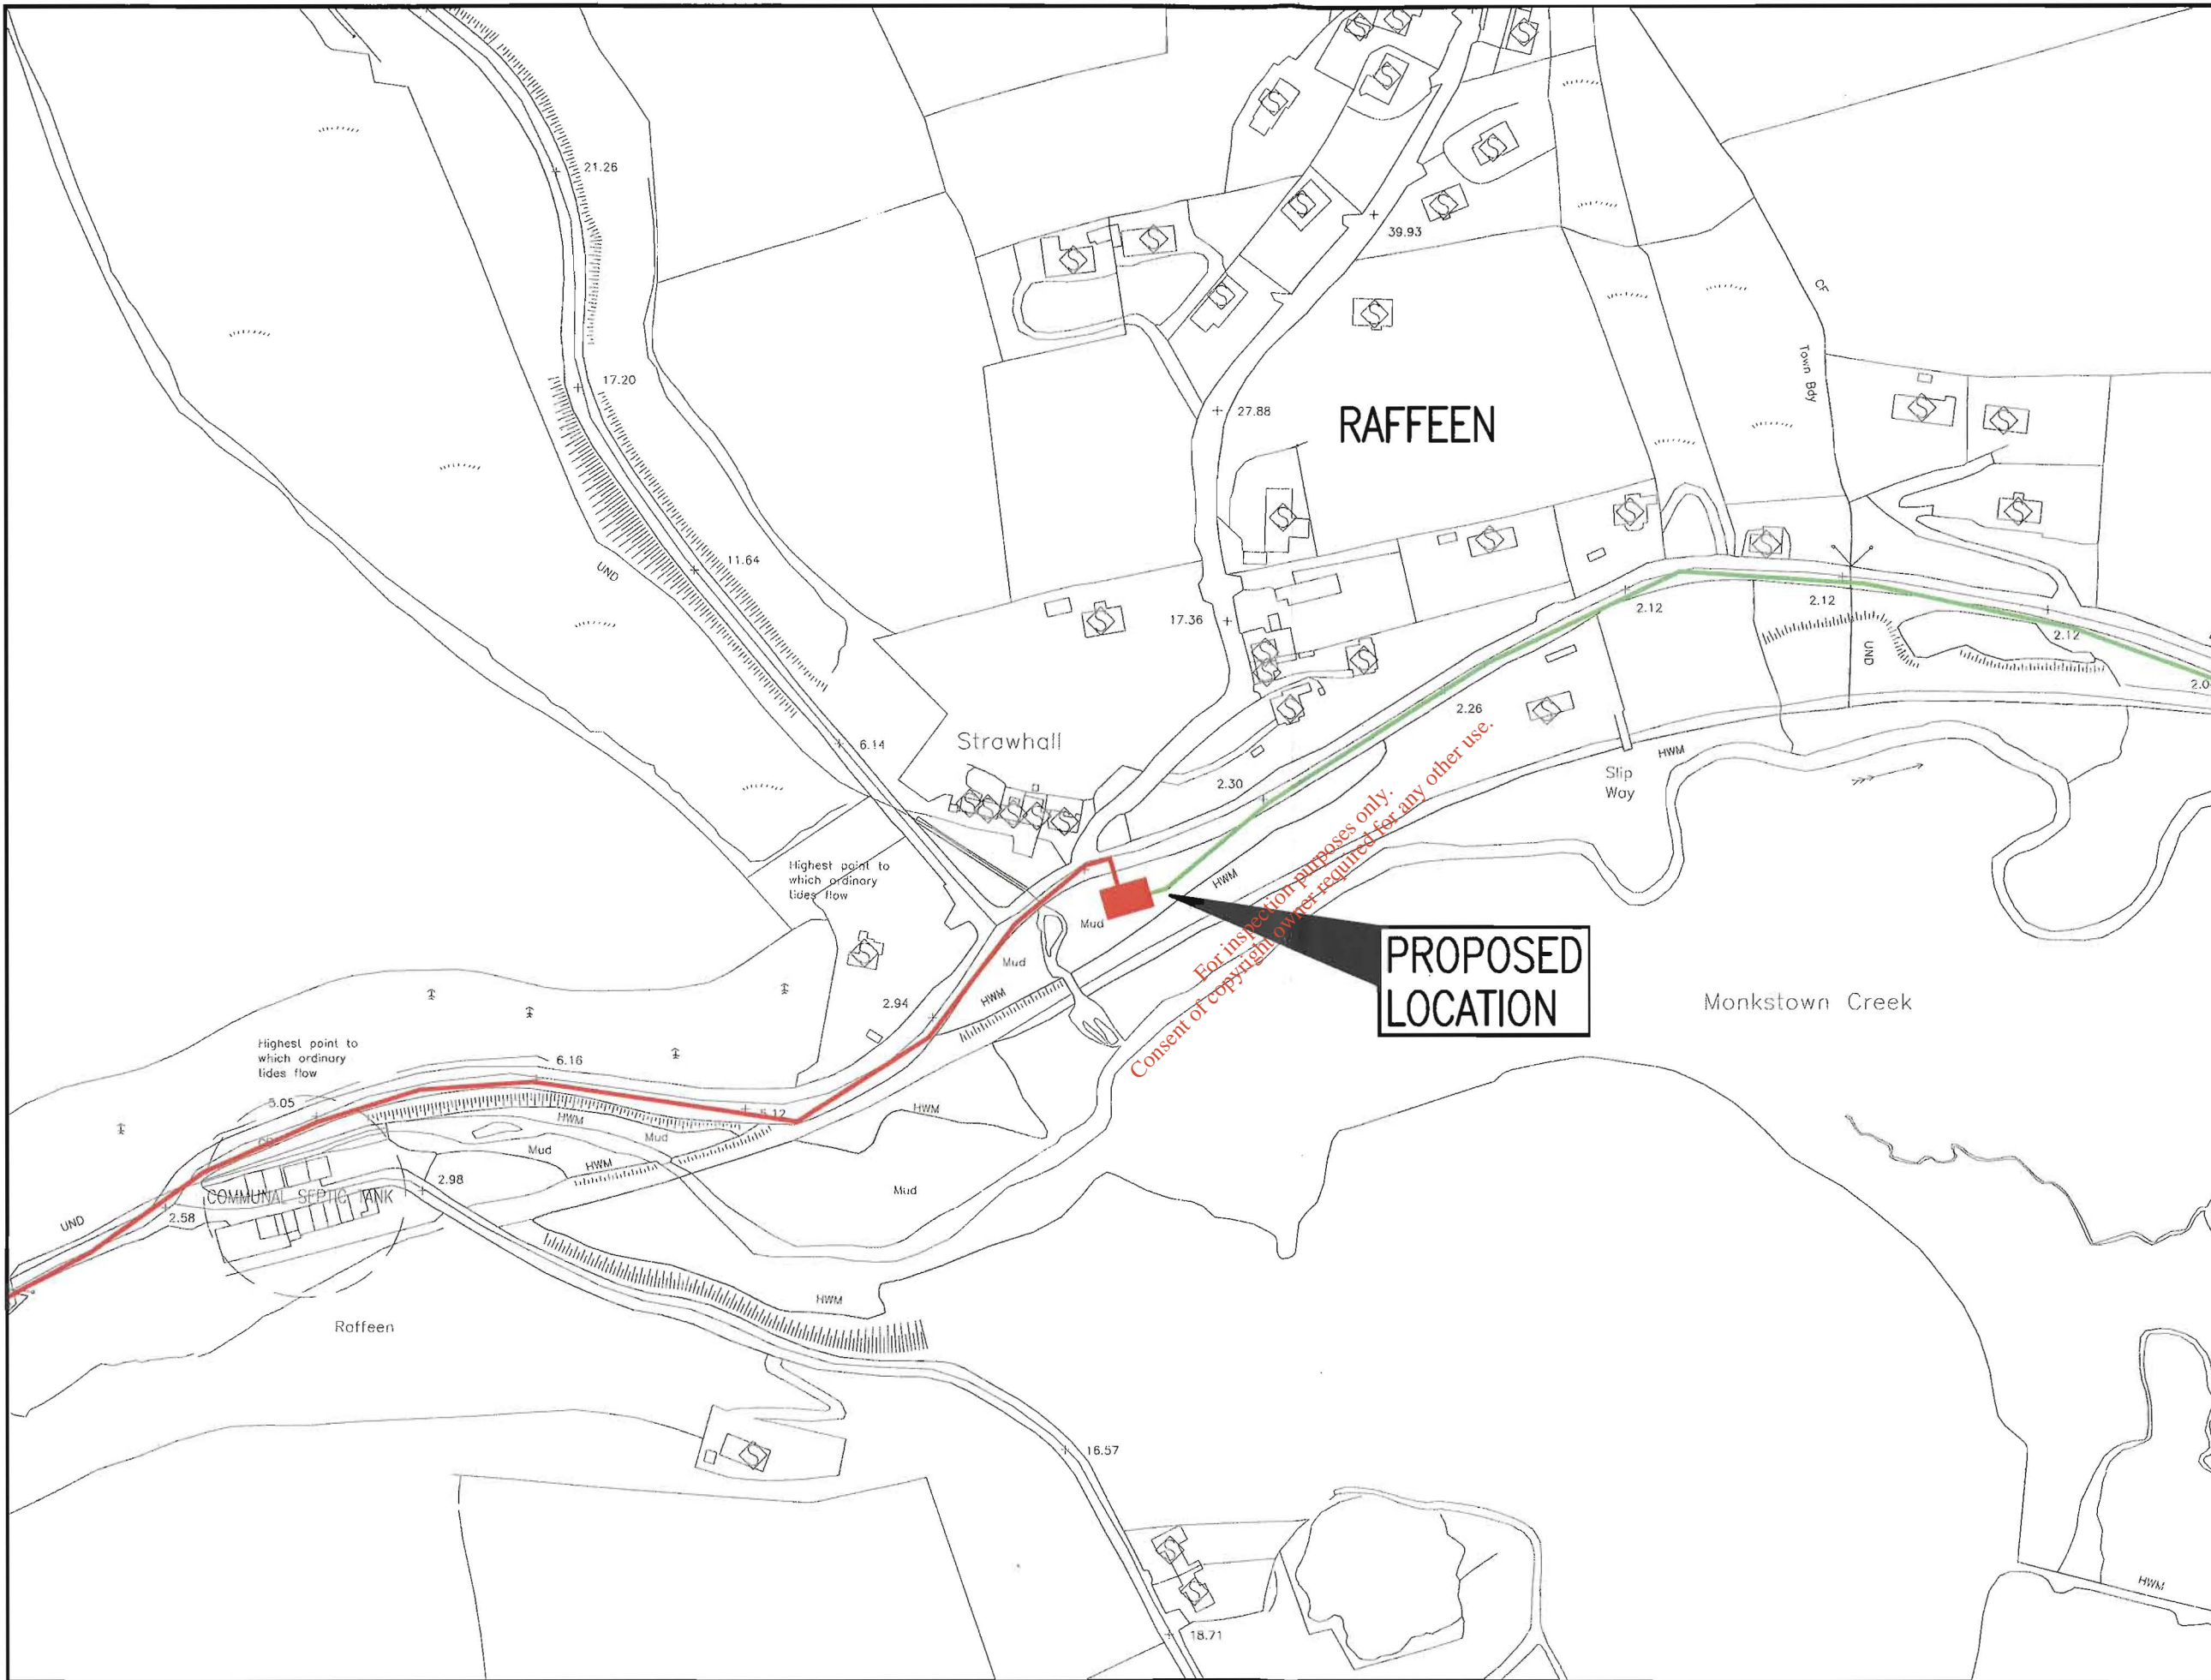 21.26
39.93
Cr
Town Bdy
17.20
27.88
RAFFEEN
UND
11.64
17.36
2.12
2.12
2.12
UND
2.0
6.14
Strawhall
2.26
2.30
Slip
Way
HWM
Highest point to
which ordinary
tides flow
HWM
Mud
For inspection purposes only.
Consent of copyright owner required for any other use.
PROPOSED
LOCATION
Mud
HWM
2.94
Monkstown Creek
Highest point to
which ordinary
tides flow
6.16
5.05
5.12
HWM
HWM
Mud
Mud
HWM
2.98
COMMUNAL SEPTIC TANK
Mud
UND
2.58
HWM
Raffeen
16.57
HWM
18.71